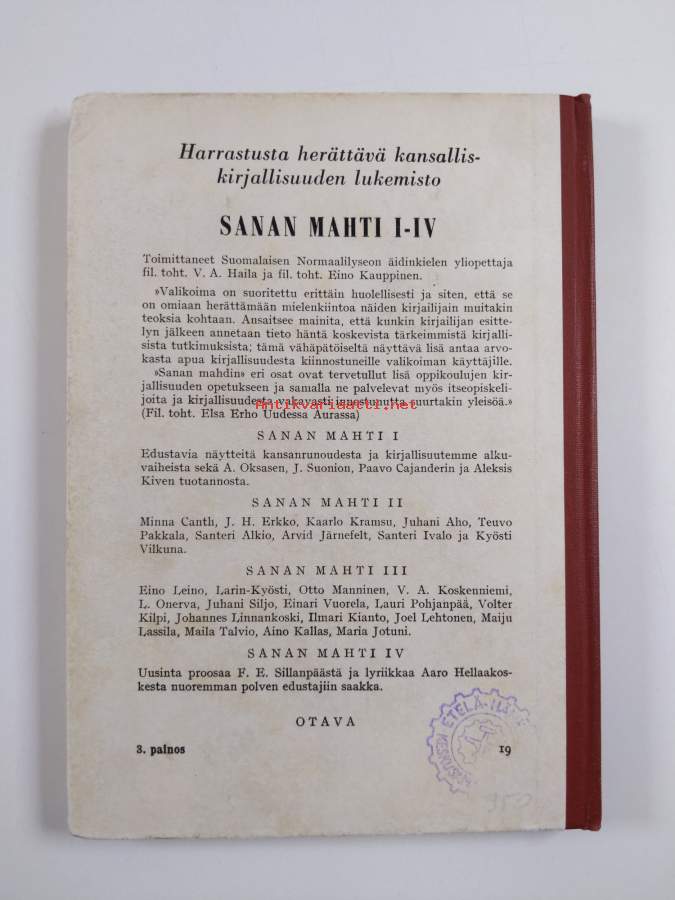 Harrastusta herättävä kansallis-
kirjallisuuden lukemisto
SANAN MAHTI I-IV
Toimittaneet Suomalaisen Normaalilyseon äidinkielen yliopettaja
fil. toht. V. A. Haila ja fil. toht. Eino Kauppinen.
»Valikoima on suoritettu erittäin huolellisesti ja siten, että se
on omiaan herättämään mielenkiintoa näiden kirjailijain muitakin
teoksia kohtaan. Ansaitsee mainita, että kunkin kirjailijan esitte-
lyn jälkeen annetaan tieto häntä koskevista tärkeimmistä kirjalli-
sista tutkimuksista; tämä vähäpätöiseltä näyttävä lisä antaa arvo-
kasta apua kirjallisuudesta kiinnostuneille valikoiman käyttäjille.
»Sanan mahdin» eri osat ovat tervetullut lisä oppikoulujen kir-
jallisuuden opetukseen ja samalla ne palvelevat myös itseopiskeli-
joita ja kirjallisuudesta vakavasti innostunutta suurtakin yleisöä.»
Antikvariaatti.net
(Fil. toht. Elsa Erho Uudessa Aurassa)
SANAN MAHTI I
Edustavia näytteitä kansanrunoudesta ja kirjallisuutemme alku-
vaiheista sekä A. Oksasen, J. Suonion, Paavo Cajanderin ja Aleksis
Kiven tuotannosta.
SANAN MAHTI II
Minna Canth, J. H. Erkko, Kaarlo Kramsu, Juhani Aho, Teuvo
Pakkala, Santeri Alkio, Arvid Järnefelt, Santeri Ivalo ja Kyösti
Vilkuna.
SANAN MAHTI III
Eino Leino, Larin-Kyösti, Otto Manninen, V. A. Koskenniemi,
L. Onerva, Juhani Siljo, Einari Vuorela, Lauri Pohjanpää, Volter
Kilpi, Johannes Linnankoski, Ilmari Kianto, Joel Lehtonen, Maiju
Lassila, Maila Talvio, Aino Kallas, Maria Jotuni.
SANAN MAHTI IV
Uusinta proosaa F. E. Sillanpäästä ja lyriikkaa Aaro Hellaakos-
kesta nuoremman polven edustajiin saakka.
OTAVA
ETELÄ-
3. painos
19